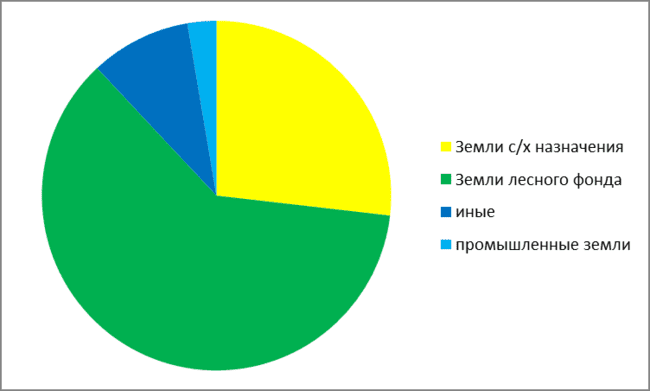 Земли с/х назначения
Земли лесного фонда
иные
промышленные земли